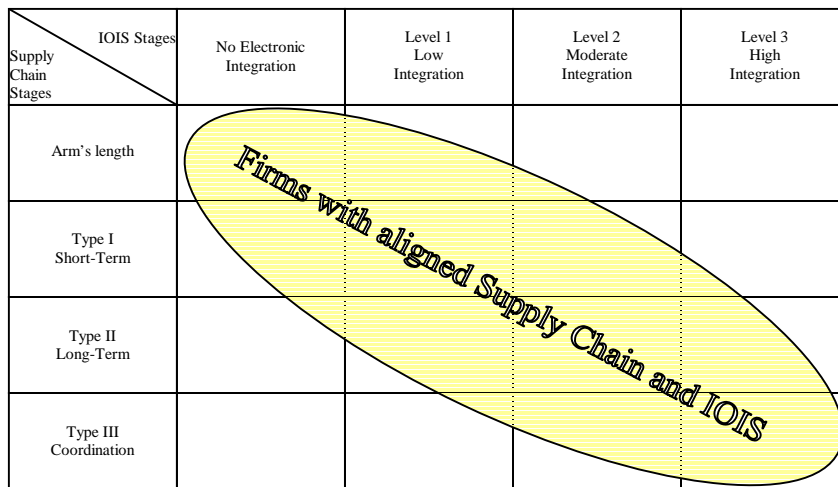 IOIS Stages
Supply
Chain
Stages
No Electronic
Integration
Level 1
Low
Integration
Level 2
Moderate
Integration
Level 3
High
Integration
Arm's length
Type I
Short-Term
Type II
Long-Term
Type III
Coordination
Firms with aligned Supply Chain and IOIS